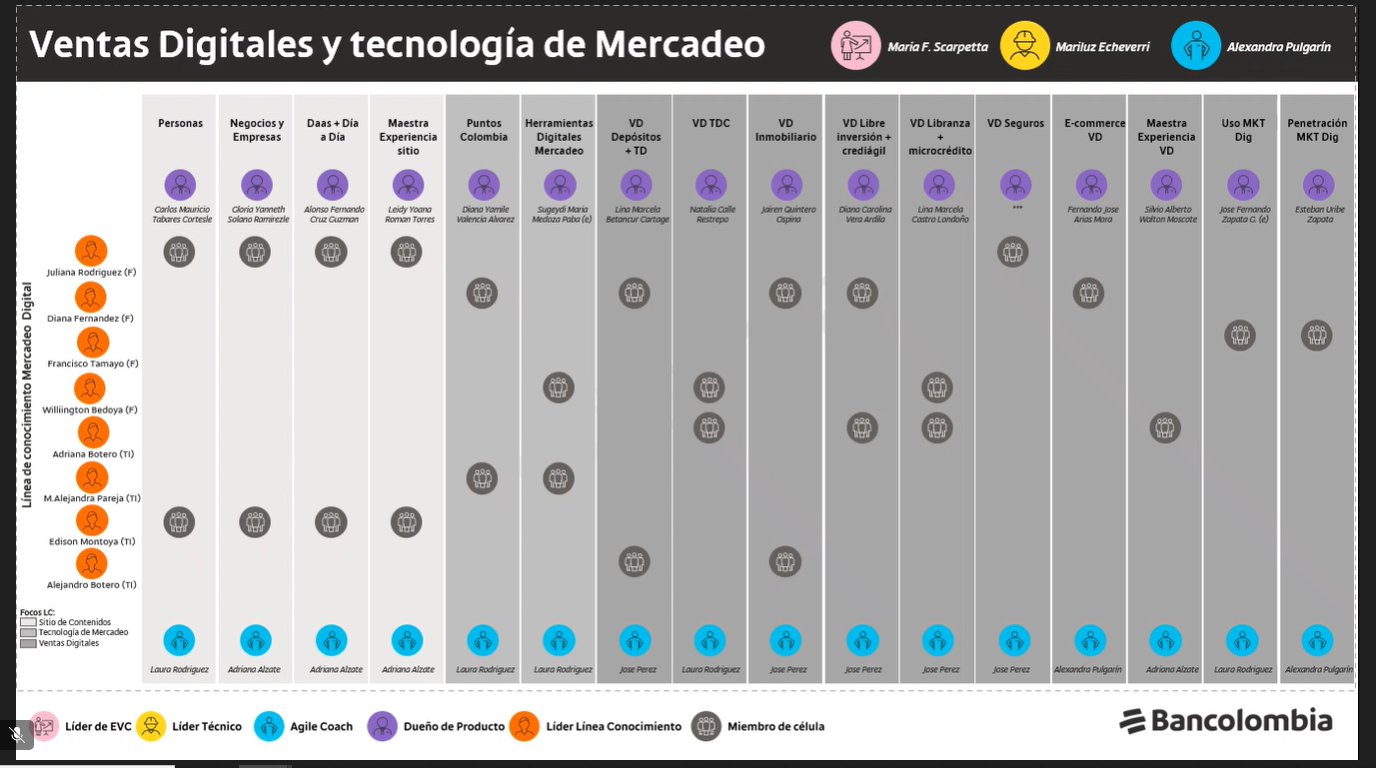 Ventas Digitales y tecnología de Mercadeo
Maria F. Scarpetta
Mariluz Echeverri
Alexandra Pulgarín
Personas
Negocios y
Empresas
Daas + Día
a Día
Maestra
Experiencia
sitio
Puntos
Colombia
Herramientas
Digitales
Mercadeo
VD
Depósitos
+ TD
VD TDC
VD
Inmobiliario
VD Libre
inversión +
crediágil
VD Libranza
+
microcrédito
VD Seguros
E-commerce
VD
Maestra
Experiencia
VD
Uso MKT
Dig
Penetración
MKT Dig
Carlos Mauricio
Tabares Cortesle
Gloria Yanneth
Solano Ramirezle
Alonso Fernando
Cruz Guzman
Leidy Yoana
Roman Torres
Diana Yamile
Valencia Alvarez
Sugeydi Maria
Medoza Pabo (e)
Lina Marcela
Betancur Cartage
Natalia Calle
Restrepo
Jairen Quintero
Ospina
Diana Carolina
Vera Ardila
Lina Marcela
Castro Londoño
***
Fernando Jose
Arias Mora
Silvio Alberto
Walton Moscote
Jose Fernando
Zapata G. (e)
Esteban Uribe
Zapata
Línea de conocimiento Mercadeo Digital
Juliana Rodriguez (F)
Diana Fernandez (F)
Francisco Tamayo (F)
Williington Bedoya (F)
Adriana Botero (TI)
M.Alejandra Pareja (TI)
Edison Montoya (TI)
Alejandro Botero (TI)
Focos LC:
Sitio de Contenidos
Tecnología de Mercadeo
Ventas Digitales
Laura Rodriguez
Adriana Alzate
Adriana Alzate
Adriana Alzate
Laura Rodriguez
Laura Rodriguez
Jose Perez
Laura Rodriguez
Jose Perez
Jose Perez
Jose Perez
Jose Perez
Alexandra Pulgarín
Adriana Alzate
Laura Rodriguez
Alexandra Pulgarín
Líder de EVC
Líder Técnico
Agile Coach
Dueño de Producto
Líder Línea Conocimiento
Miembro de célula
Bancolombia